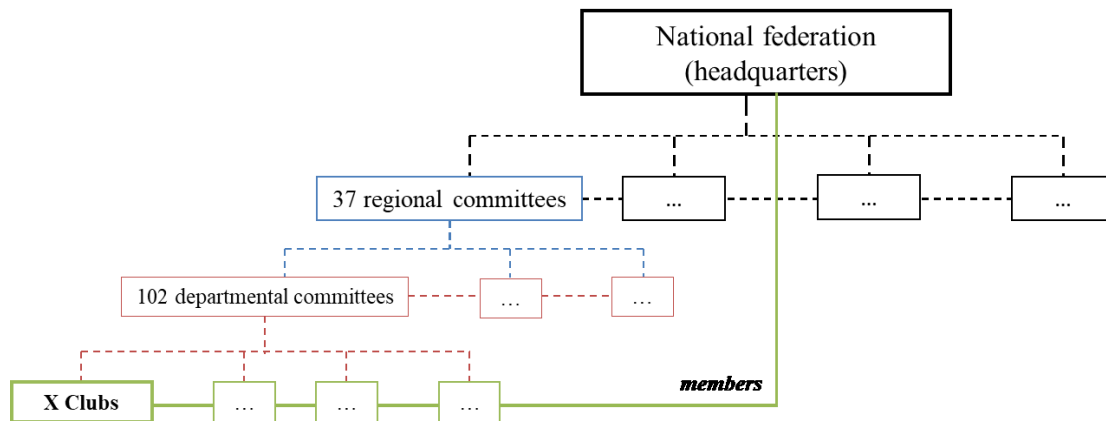 National federation
(headquarters)
37 regional committees
...
...
...
102 departmental committees
…
…
members
X Clubs
…
…
…